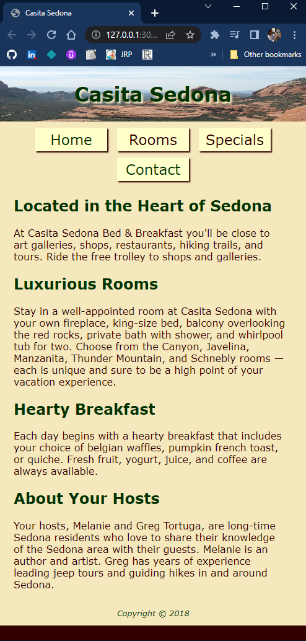 Casita Sedona
127.0.0.1:30...
JRP
Other bookmarks
Casita Sedona
Home
Rooms
Specials
Contact
Located in the Heart of Sedona
At Casita Sedona Bed & Breakfast you'll be close to
art galleries, shops, restaurants, hiking trails, and
tours. Ride the free trolley to shops and galleries.
Luxurious Rooms
Stay in a well-appointed room at Casita Sedona with
your own fireplace, king-size bed, balcony overlooking
the red rocks, private bath with shower, and whirlpool
tub for two. Choose from the Canyon, Javelina,
Manzanita, Thunder Mountain, and Schnebly rooms —
each is unique and sure to be a high point of your
vacation experience.
Hearty Breakfast
Each day begins with a hearty breakfast that includes
your choice of belgian waffles, pumpkin french toast,
or quiche. Fresh fruit, yogurt, juice, and coffee are
always available.
About Your Hosts
Your hosts, Melanie and Greg Tortuga, are long-time
Sedona residents who love to share their knowledge
of the Sedona area with their guests. Melanie is an
author and artist. Greg has years of experience
leading jeep tours and guiding hikes in and around
Sedona.
Copyright © 2018